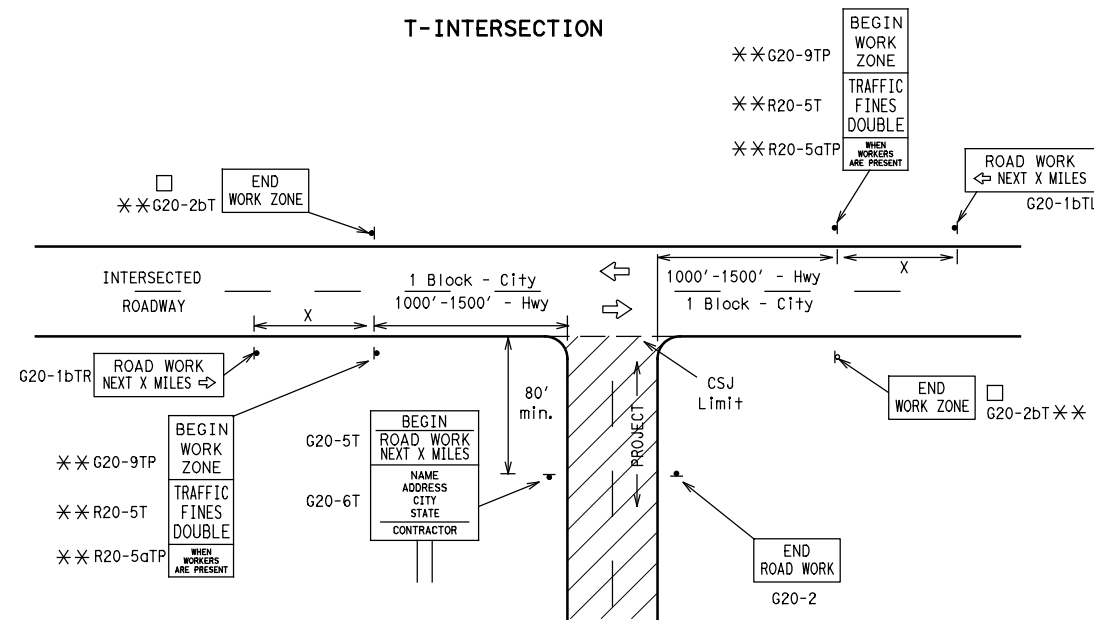 T-INTERSECTION
BEGIN
WORK
ZONE
**G20-9TP
TRAFFIC
FINES
DOUBLE
**R20-5T
WHEN
WORKERS
ARE PRESENT
**R20-5aTP
ROAD WORK
⇦ NEXT X MILES
G20-1bTL
□
**G20-2bT
END
WORK ZONE
INTERSECTED
ROADWAY
X
1 Block - City
1000'-1500' - Hwy
1000'-1500' - Hwy
1 Block - City
X
G20-1bTR
ROAD WORK
NEXT X MILES ⇨
80'
min.
CSJ
Limit
PROJECT
END
WORK ZONE
□
G20-2bT **
BEGIN
WORK
ZONE
**G20-9TP
TRAFFIC
FINES
DOUBLE
**R20-5T
WHEN
WORKERS
ARE PRESENT
**R20-5aTP
G20-5T
BEGIN
ROAD WORK
NEXT X MILES
G20-6T
NAME
ADDRESS
CITY
STATE
CONTRACTOR
END
ROAD WORK
G20-2